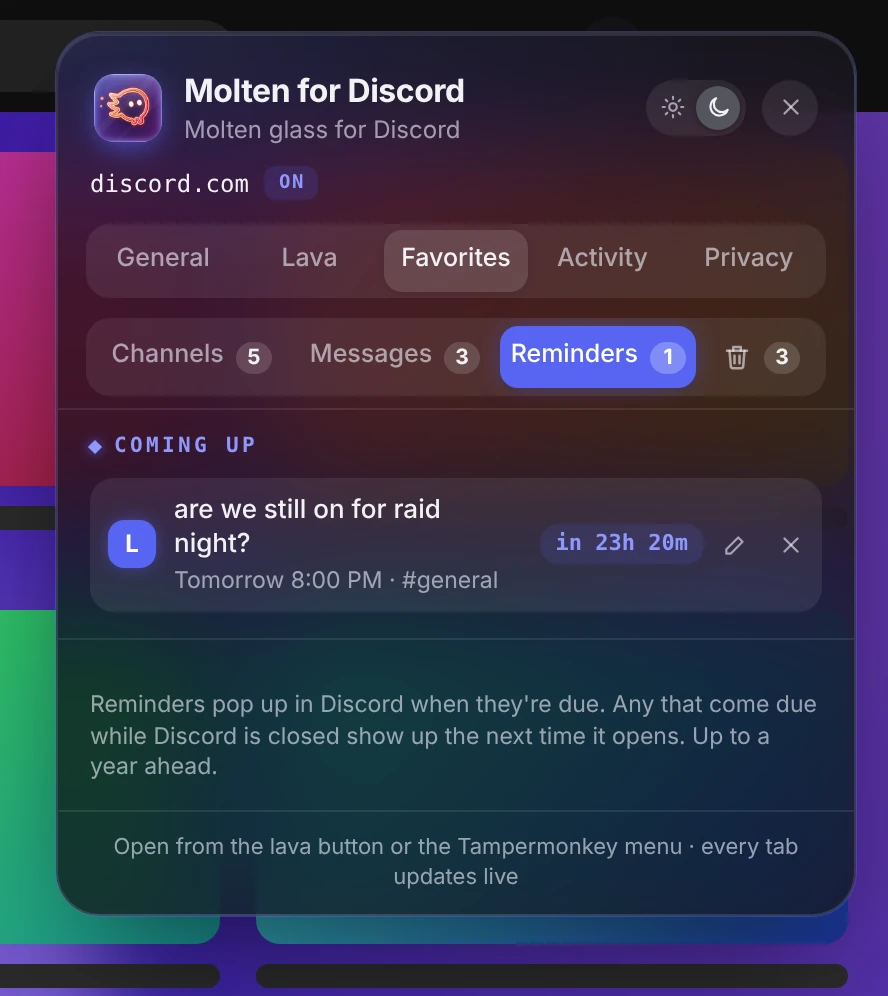 Molten for Discord
Molten glass for Discord
discord.com ON
General Lava Favorites Activity Privacy
Channels 5 Messages 3 Reminders 1 3
◆ COMING UP
L
are we still on for raid
night?
in 23h 20m
Tomorrow 8:00 PM · #general
Reminders pop up in Discord when they're due. Any that come due
while Discord is closed show up the next time it opens. Up to a
year ahead.
Open from the lava button or the Tampermonkey menu · every tab
updates live